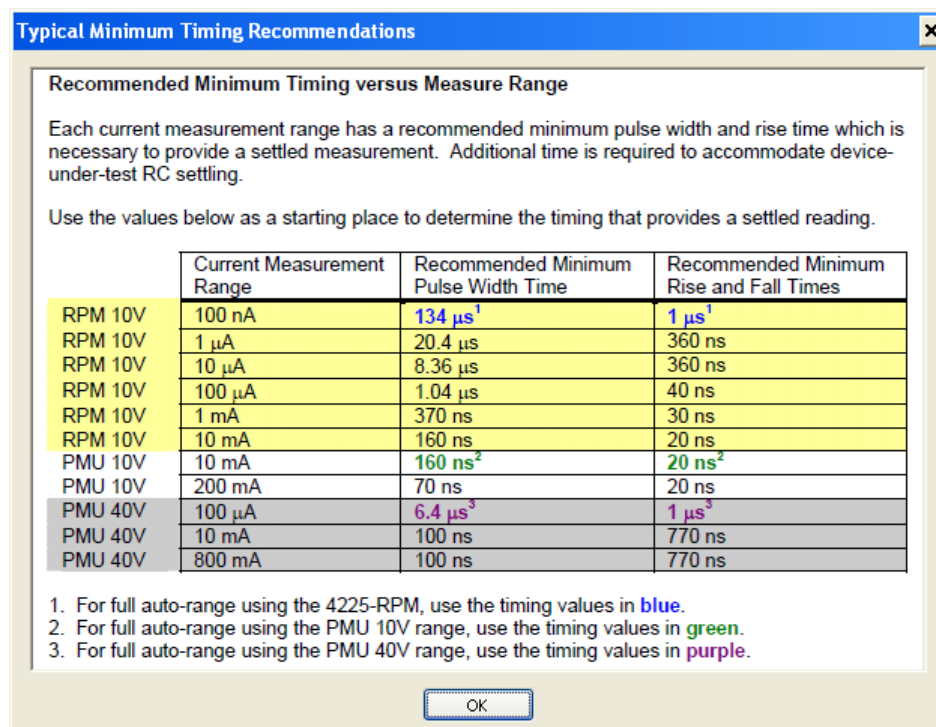 Typical Minimum Timing Recommendations
Recommended Minimum Timing versus Measure Range
Each current measurement range has a recommended minimum pulse width and rise time which is
necessary to provide a settled measurement. Additional time is required to accommodate device-
under-test RC settling.
Use the values below as a starting place to determine the timing that provides a settled reading.
Current Measurement Range Recommended Minimum Pulse Width Time Recommended Minimum Rise and Fall Times
RPM 10V 100 nA 134 µs¹ 1 µs¹
RPM 10V 1 µA 20.4 µs 360 ns
RPM 10V 10 µA 8.36 µs 360 ns
RPM 10V 100 µA 1.04 µs 40 ns
RPM 10V 1 mA 370 ns 30 ns
RPM 10V 10 mA 160 ns 20 ns
PMU 10V 10 mA 160 ns² 20 ns²
PMU 10V 200 mA 70 ns 20 ns
PMU 40V 100 µA 6.4 µs³ 1 µs³
PMU 40V 10 mA 100 ns 770 ns
PMU 40V 800 mA 100 ns 770 ns
1. For full auto-range using the 4225-RPM, use the timing values in blue.
2. For full auto-range using the PMU 10V range, use the timing values in green.
3. For full auto-range using the PMU 40V range, use the timing values in purple.
OK